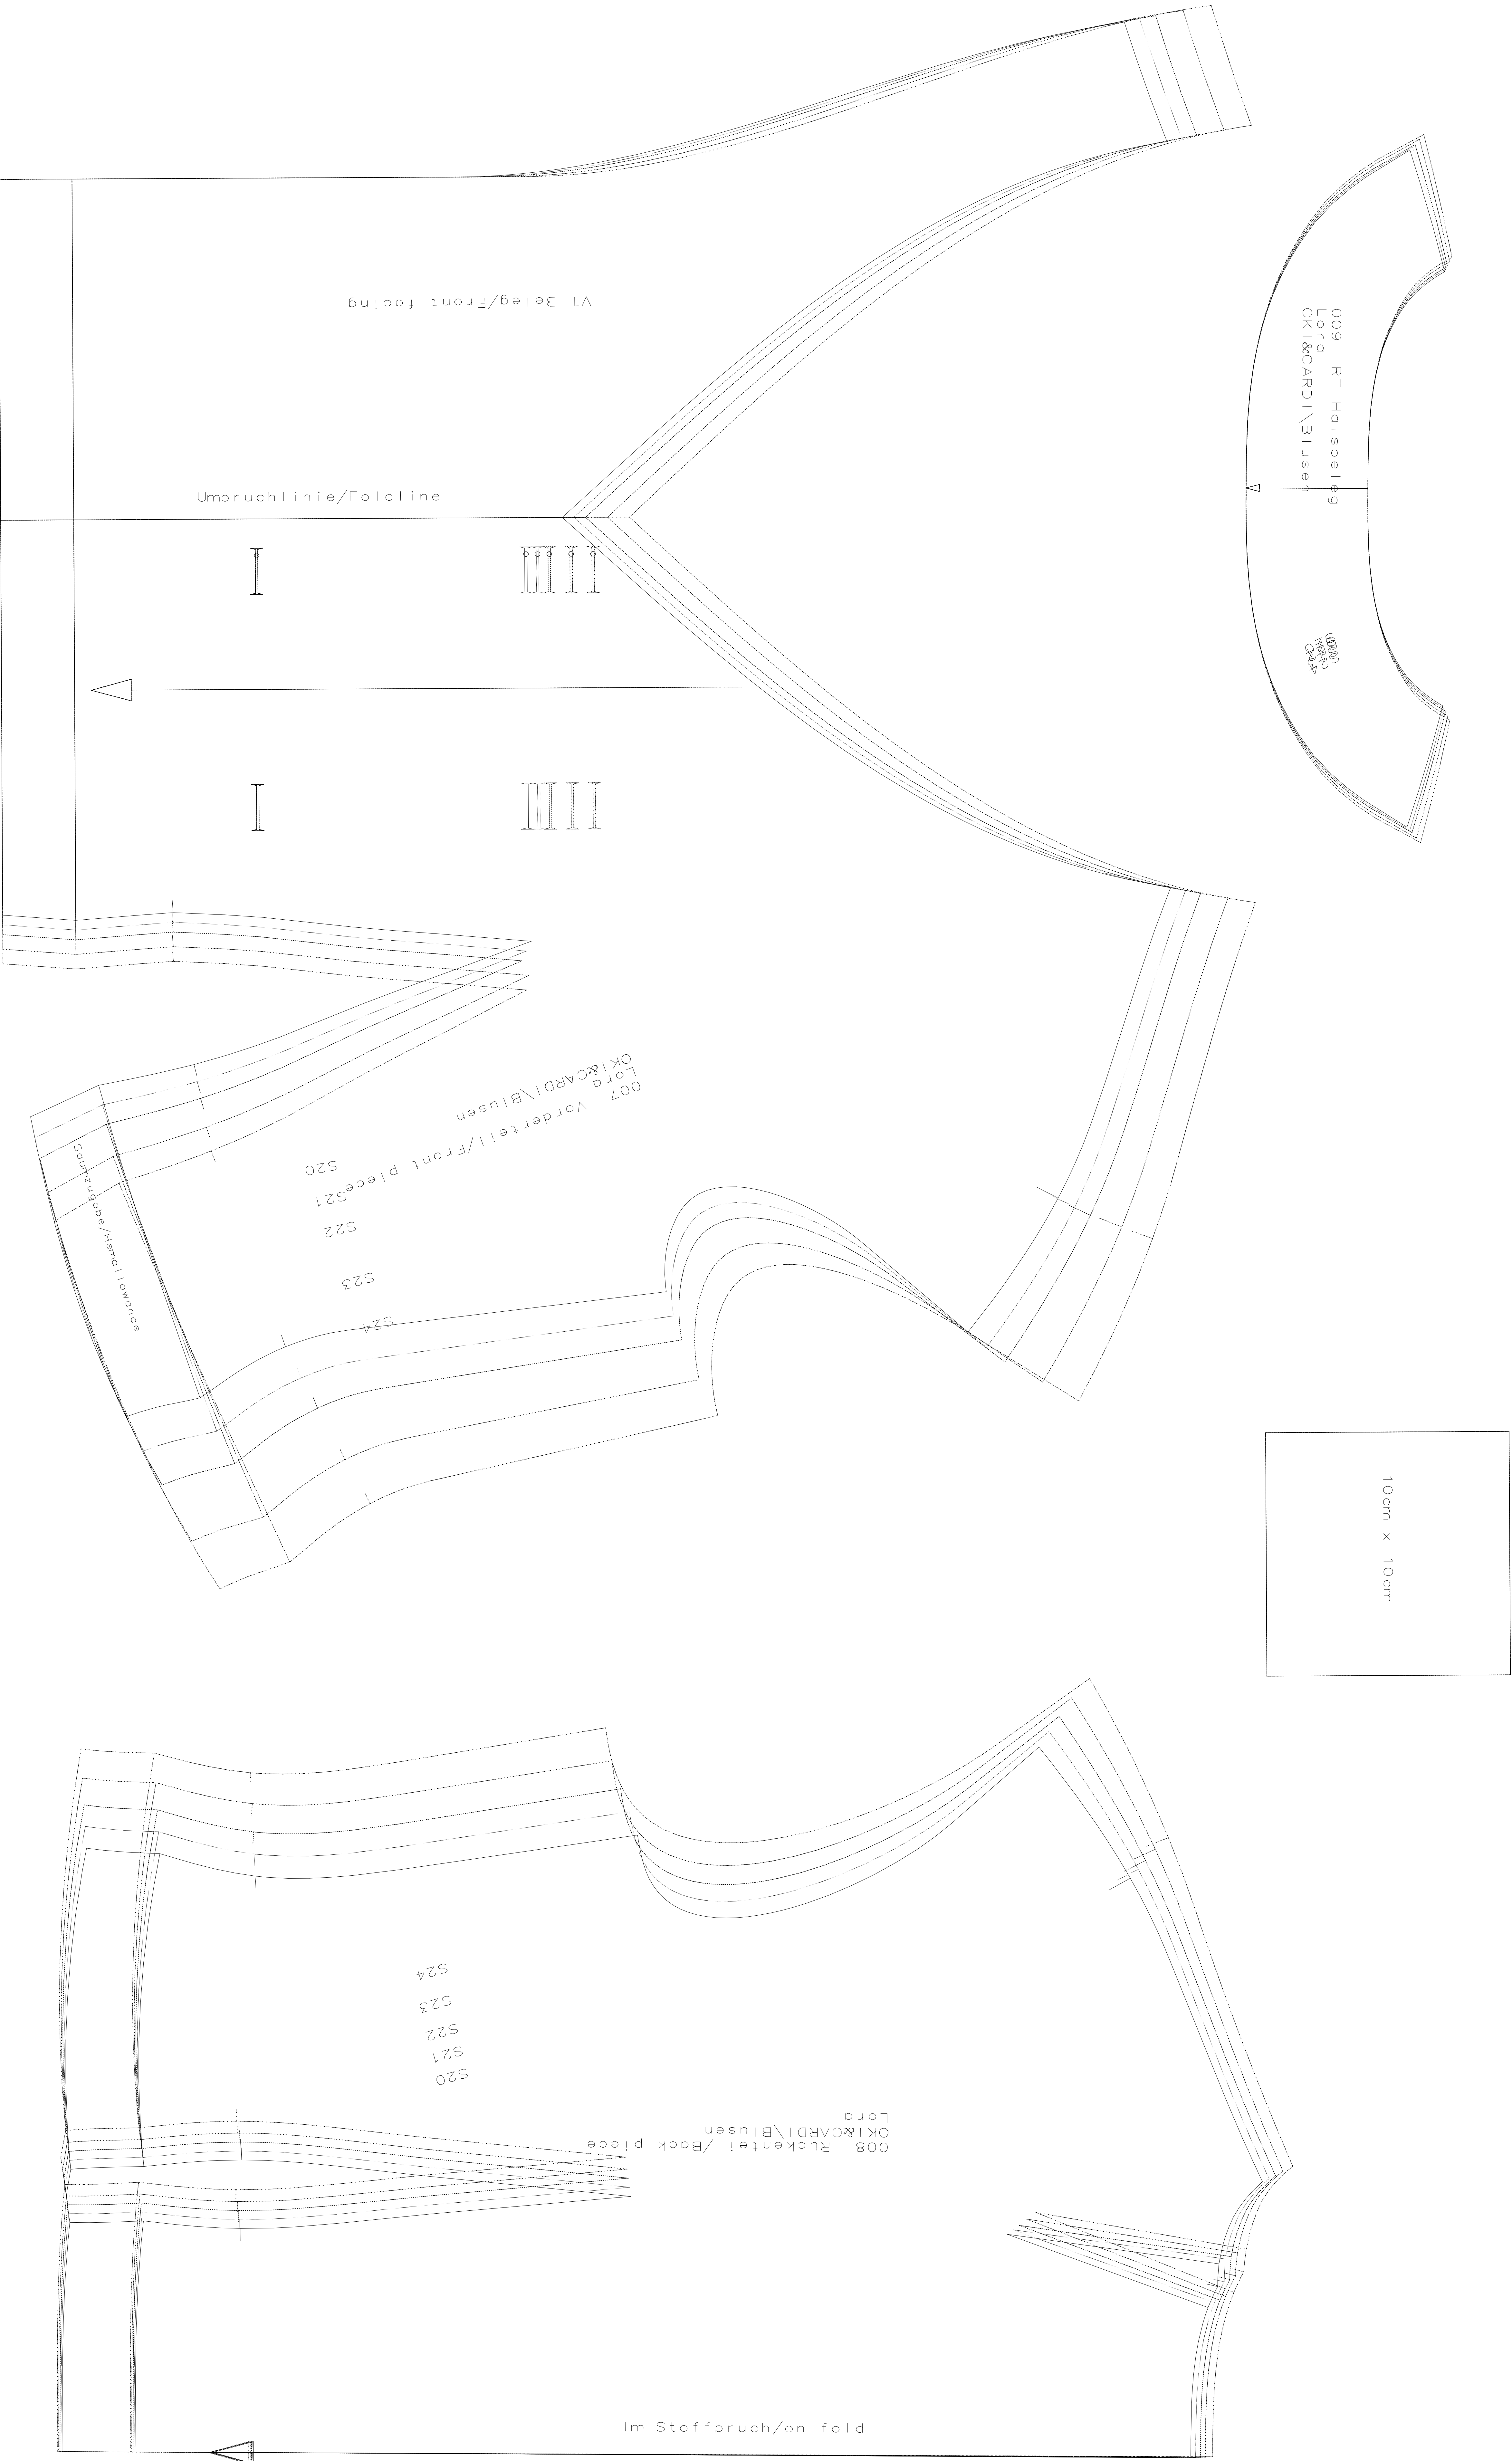 VT Beleg/Front facing
009 RT Halsbeleg
Lora
OKI&CARDI\Blusen
Umbruchlinie/Foldline
007 Vorderteil/Front piece
Lora
OKI&CARDI\Blusen
S20
S21
S22
S23
S24
Saumzugabe/Hemallowance
10cm x 10cm
S24
S23
S22
S21
S20
008 Ruckenteil/Back piece
OKI&CARDI\Blusen
Lora
Im Stoffbruch/on fold